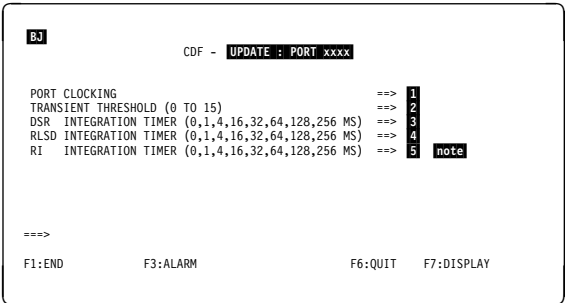 BJ
CDF - UPDATE : PORT xxxx
PORT CLOCKING ==> 1
TRANSIENT THRESHOLD (0 TO 15) ==> 2
DSR INTEGRATION TIMER (0,1,4,16,32,64,128,256 MS) ==> 3
RLSD INTEGRATION TIMER (0,1,4,16,32,64,128,256 MS) ==> 4
RI INTEGRATION TIMER (0,1,4,16,32,64,128,256 MS) ==> 5 note
===>
F1:END F3:ALARM F6:QUIT F7:DISPLAY